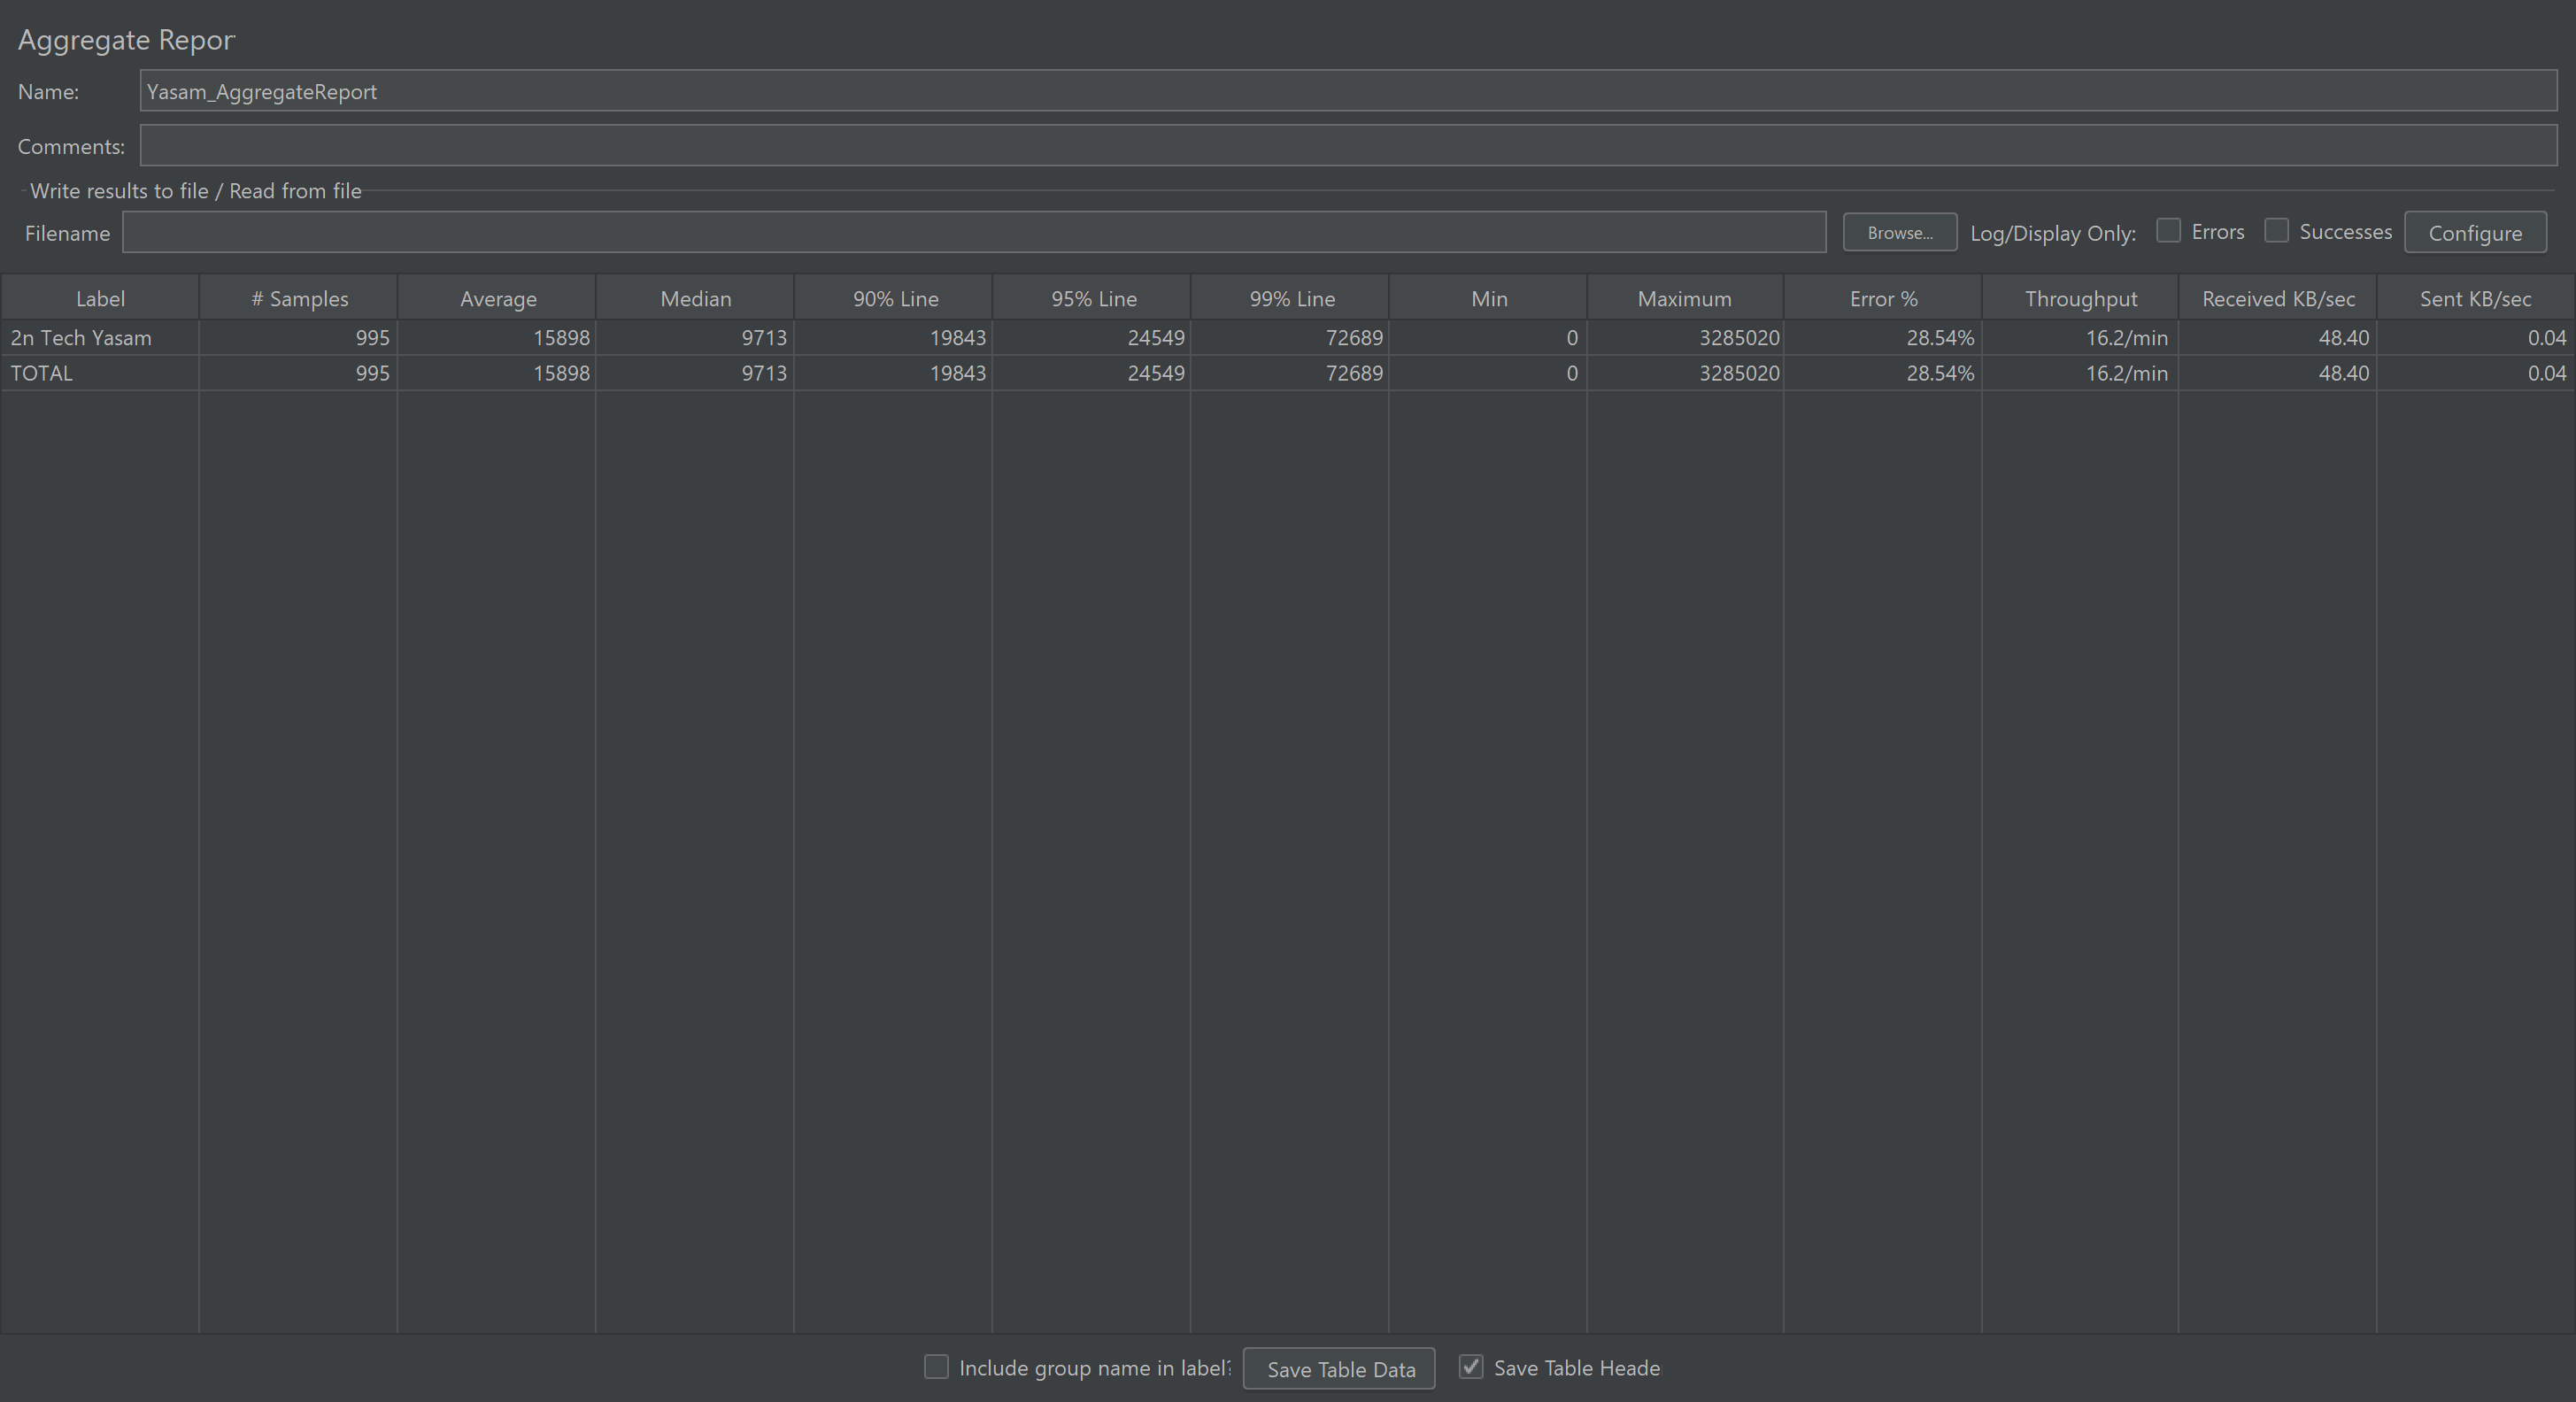 Aggregate Repor
Name: Yasam_AggregateReport
Comments:
Write results to file / Read from file
Filename Browse... Log/Display Only: Errors Successes Configure
Label # Samples Average Median 90% Line 95% Line 99% Line Min Maximum Error % Throughput Received KB/sec Sent KB/sec
2n Tech Yasam 995 15898 9713 19843 24549 72689 0 3285020 28.54% 16.2/min 48.40 0.04
TOTAL 995 15898 9713 19843 24549 72689 0 3285020 28.54% 16.2/min 48.40 0.04
Include group name in label? Save Table Data Save Table Heade